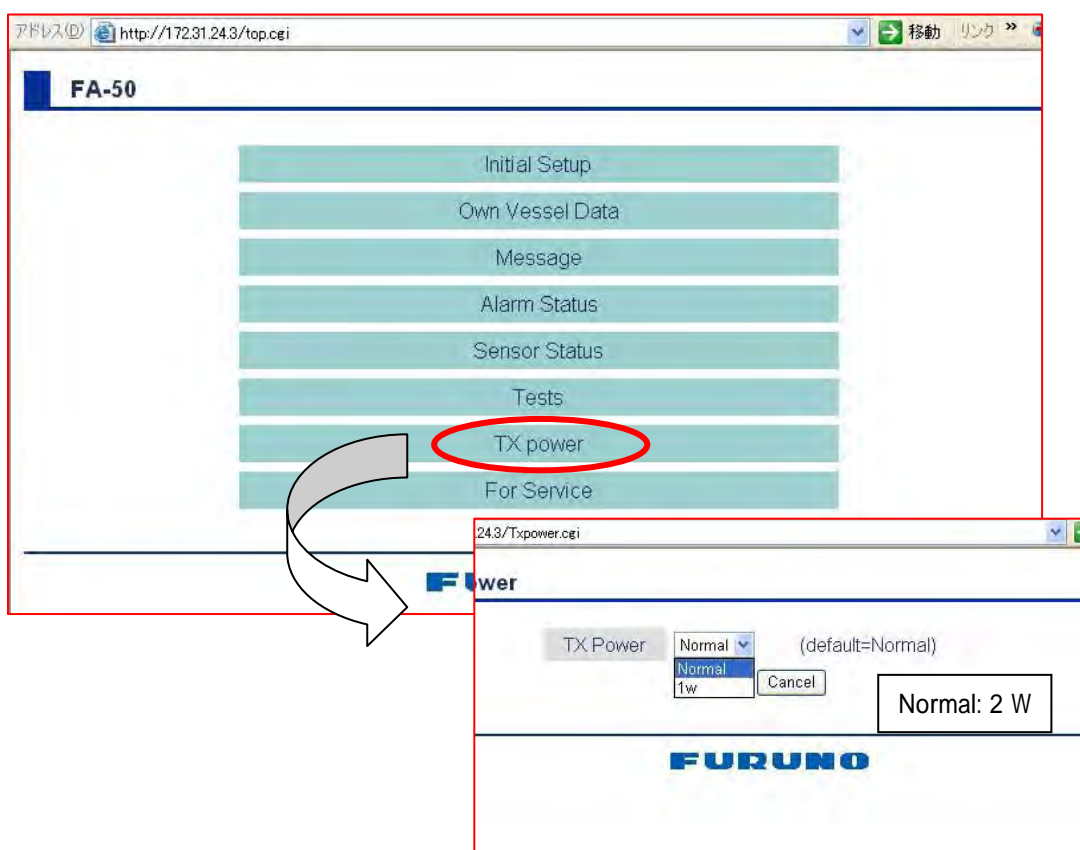 アドレス(D) http://172.31.24.3/top.cgi 移動 リンク »
FA-50
Initial Setup
Own Vessel Data
Message
Alarm Status
Sensor Status
Tests
TX power
For Service
.24.3/Txpower.cgi
wer
TX Power Normal (default=Normal)
Normal
1w
Cancel
Normal: 2 W
FURUNO